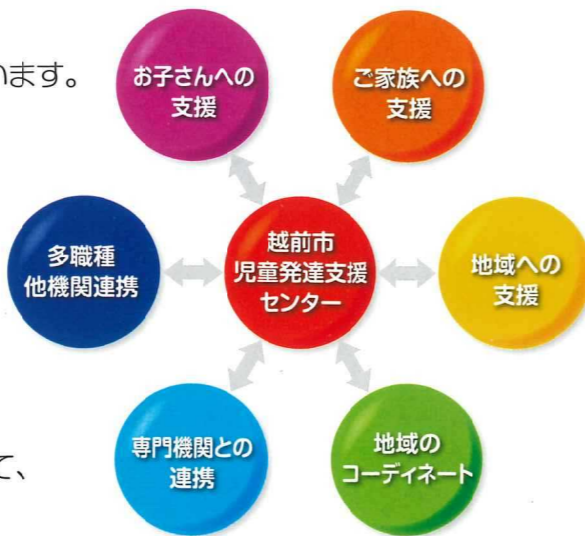 います。
お子さんへの
支援
ご家族への
支援
多職種
他機関連携
越前市
児童発達支援
センター
地域への
支援
て、
専門機関との
連携
地域の
コーディネート